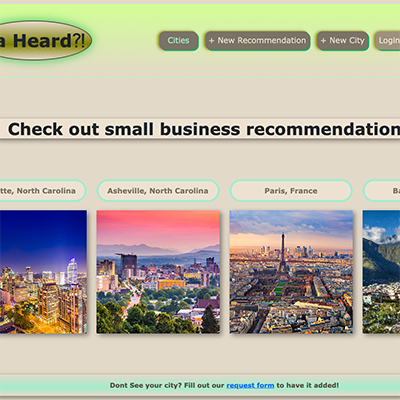 a Heard?!
Cities
+ New Recommendation
+ New City
Login
Check out small business recommendation
tte, North Carolina
Asheville, North Carolina
Paris, France
Ba
Dont See your city? Fill out our request form to have it added!